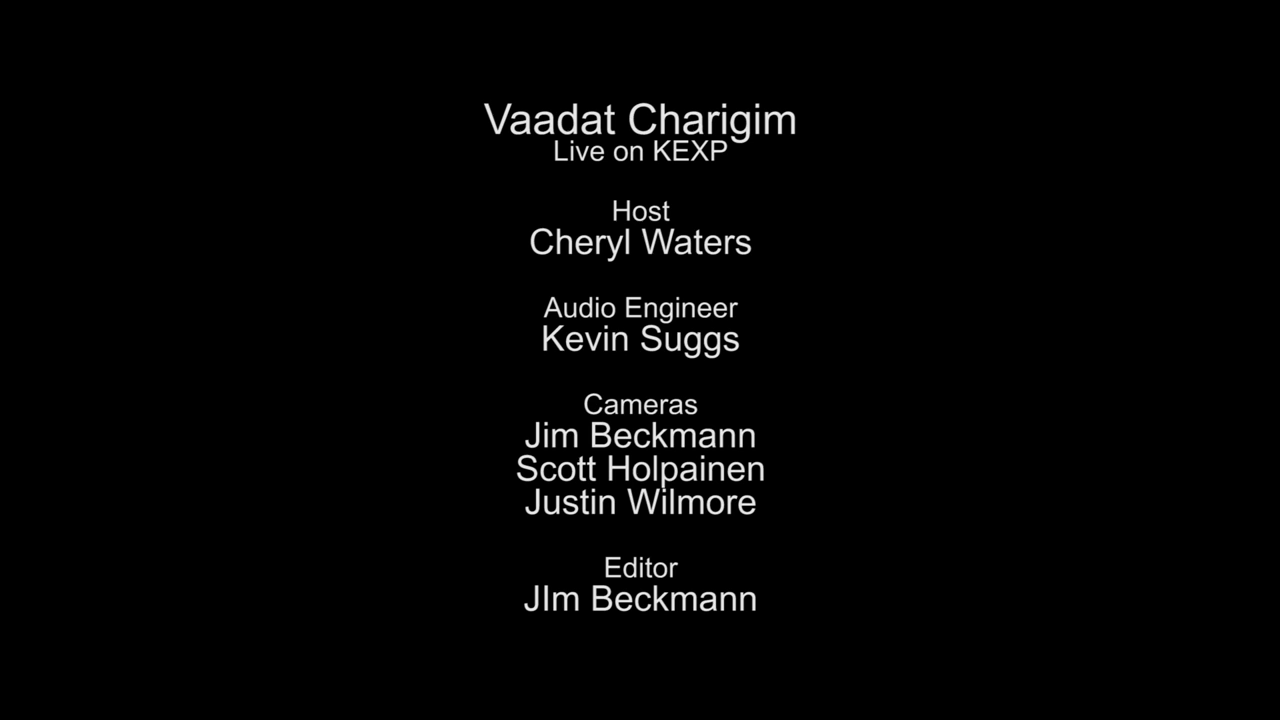 Vaadat Charigim
Live on KEXP
Host
Cheryl Waters
Audio Engineer
Kevin Suggs
Cameras
Jim Beckmann
Scott Holpainen
Justin Wilmore
Editor
JIm Beckmann